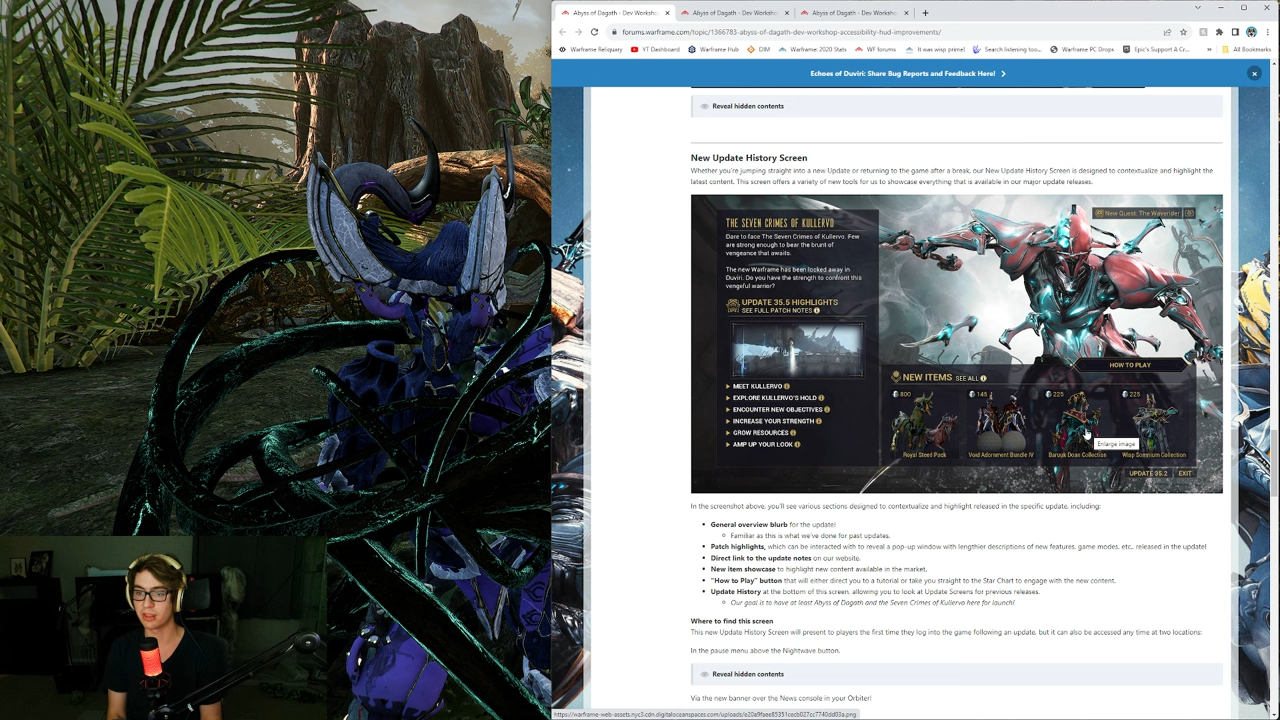 Abyss of Dagath - Dev Worksho
Abyss of Dagath - Dev Worksho
Abyss of Dagath - Dev Worksho
forums.warframe.com/topic/1366783-abyss-of-dagath-dev-workshop-accessibility-hud-improvements/
Warframe Reliquary
YT Dashboard
Warframe Hub
DIM
Warframe: 2020 Stats
WF forums
It was wisp prime!
Search listening too...
Warframe PC Drops
Epic's Support A Cr...
All Bookmarks
Echoes of Duviri: Share Bug Reports and Feedback Here!
Reveal hidden contents
New Update History Screen
Whether you're jumping straight into a new Update or returning to the game after a break, our New Update History Screen is designed to contextualize and highlight the
latest content. This screen offers a variety of new tools for us to showcase everything that is available in our major update releases.
New Quest: The Waverider
THE SEVEN CRIMES OF KULLERVO
Dare to face The Seven Crimes of Kullervo. Few
are strong enough to bear the brunt of
vengeance that awaits.
The new Warframe has been locked away in
Duviri. Do you have the strength to confront this
vengeful warrior?
UPDATE 35.5 HIGHLIGHTS
SEE FULL PATCH NOTES
MEET KULLERVO
EXPLORE KULLERVO'S HOLD
ENCOUNTER NEW OBJECTIVES
INCREASE YOUR STRENGTH
GROW RESOURCES
AMP UP YOUR LOOK
HOW TO PLAY
NEW ITEMS SEE ALL
800 145 225 225
Enlarge image
Royal Steed Pack Void Adornment Bundle IV Baruuk Doan Collection Wisp Somnium Collection
UPDATE 35.2 EXIT
In the screenshot above, you'll see various sections designed to contextualize and highlight released in the specific update, including:
• General overview blurb for the update!
○ Familiar as this is what we've done for past updates.
• Patch highlights, which can be interacted with to reveal a pop-up window with lengthier descriptions of new features, game modes, etc,. released in the update!
• Direct link to the update notes on our website.
• New item showcase to highlight new content available in the market.
• "How to Play" button that will either direct you to a tutorial or take you straight to the Star Chart to engage with the new content.
• Update History at the bottom of this screen, allowing you to look at Update Screens for previous releases.
○ Our goal is to have at least Abyss of Dagath and the Seven Crimes of Kullervo here for launch!
Where to find this screen
This new Update History Screen will present to players the first time they log into the game following an update, but it can also be accessed any time at two locations:
In the pause menu above the Nightwave button.
Reveal hidden contents
Via the new banner over the News console in your Orbiter!